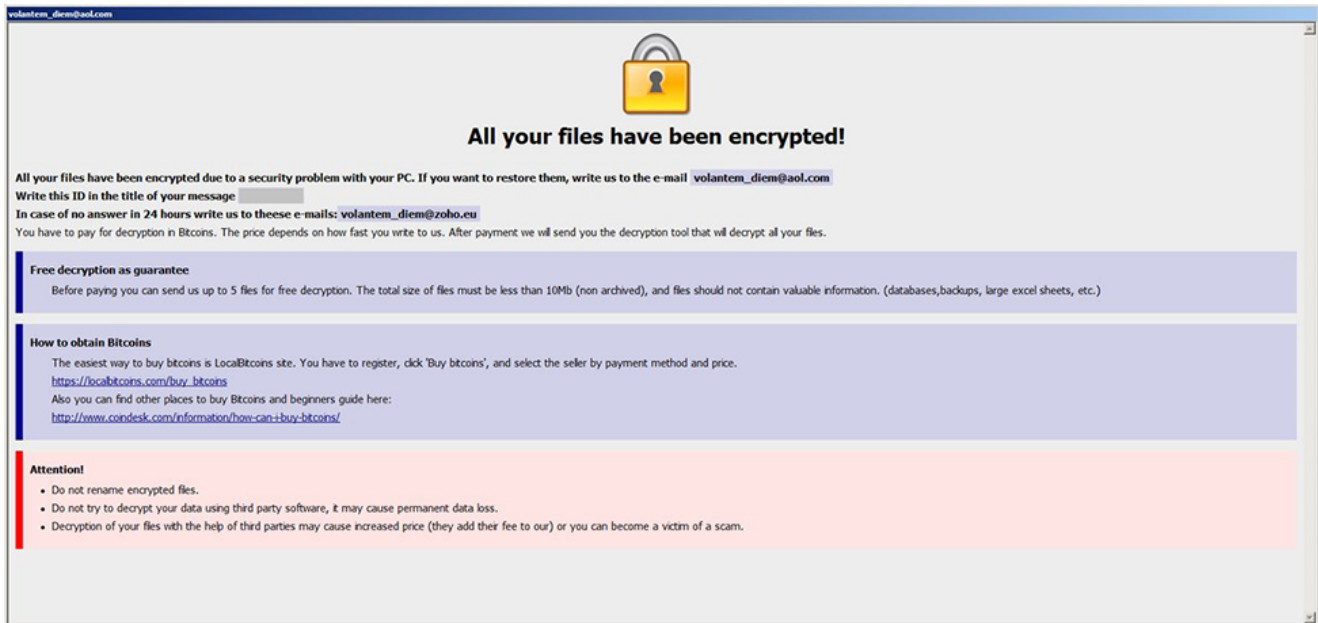 volantem_diem@aol.com
All your files have been encrypted!
All your files have been encrypted due to a security problem with your PC. If you want to restore them, write us to the e-mail volantem_diem@aol.com
Write this ID in the title of your message
In case of no answer in 24 hours write us to theese e-mails: volantem_diem@zoho.eu
You have to pay for decryption in Bitcoins. The price depends on how fast you write to us. After payment we will send you the decryption tool that will decrypt all your files.
Free decryption as guarantee
Before paying you can send us up to 5 files for free decryption. The total size of files must be less than 10Mb (non archived), and files should not contain valuable information. (databases,backups, large excel sheets, etc.)
How to obtain Bitcoins
The easiest way to buy bitcoins is LocalBitcoins site. You have to register, click 'Buy bitcoins', and select the seller by payment method and price.
https://localbitcoins.com/buy_bitcoins
Also you can find other places to buy Bitcoins and beginners guide here:
http://www.coindesk.com/information/how-can-i-buy-bitcoins/
Attention!
• Do not rename encrypted files.
• Do not try to decrypt your data using third party software, it may cause permanent data loss.
• Decryption of your files with the help of third parties may cause increased price (they add their fee to our) or you can become a victim of a scam.